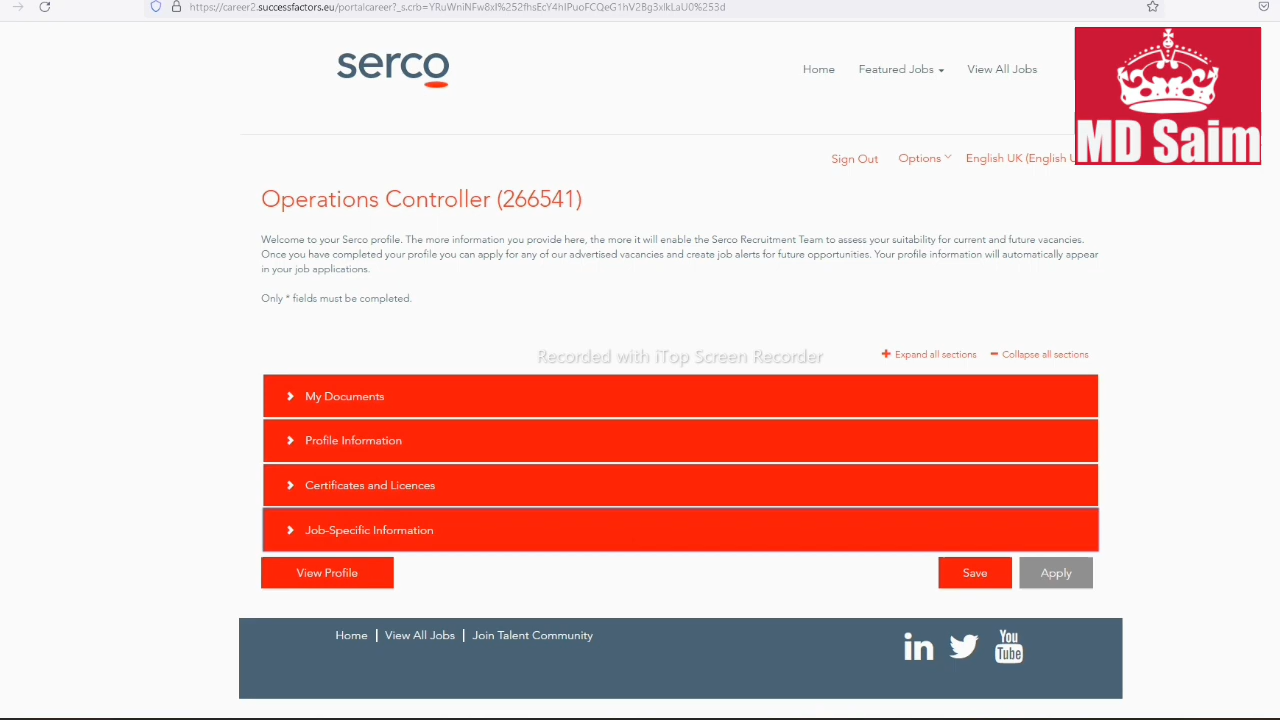 https://career2.successfactors.eu/portalcareer?_s.crb=YRuWniNFw8xI%252fhsEcY4hIPuoFCQeG1hV2Bg3xIkLaU0%253d
serco
Home Featured Jobs View All Jobs
MD Saim
Sign Out Options English UK (English U
Operations Controller (266541)
Welcome to your Serco profile. The more information you provide here, the more it will enable the Serco Recruitment Team to assess your suitability for current and future vacancies.
Once you have completed your profile you can apply for any of our advertised vacancies and create job alerts for future opportunities. Your profile information will automatically appear
in your job applications.
Only * fields must be completed.
Recorded with iTop Screen Recorder
Expand all sections Collapse all sections
My Documents
Profile Information
Certificates and Licences
Job-Specific Information
View Profile Save Apply
Home | View All Jobs | Join Talent Community
in You Tube